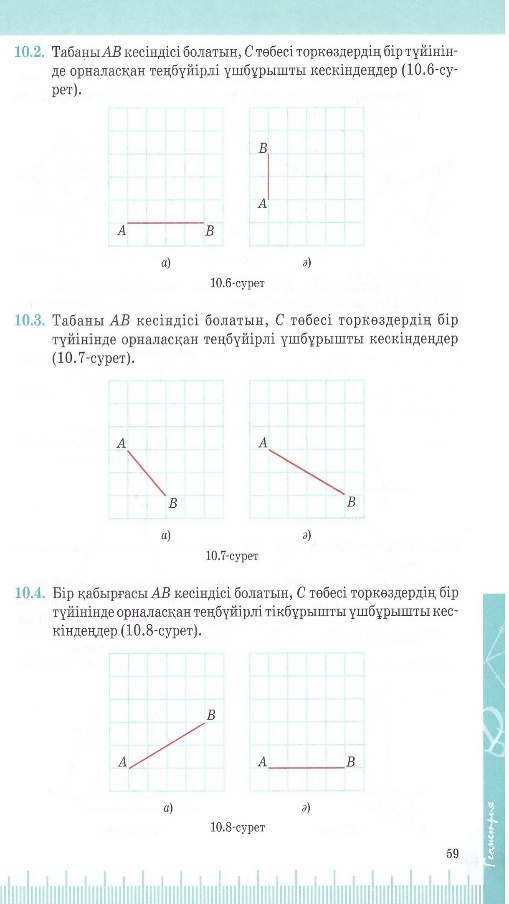 10.2. Табаны AB кесіндісі болатын, C төбесі торкөздердің бір түйінін-
де орналасқан теңбүйірлі үшбұрышты кескіндеңдер (10.6-су-
рет).
B
A
A B
а) ә)
10.6-сурет
10.3. Табаны AB кесіндісі болатын, C төбесі торкөздердің бір
түйінінде орналасқан теңбүйірлі үшбұрышты кескіндеңдер
(10.7-сурет).
A A
B B
а) ә)
10.7-сурет
10.4. Бір қабырғасы AB кесіндісі болатын, C төбесі торкөздердің бір
түйінінде орналасқан теңбүйірлі тікбұрышты үшбұрышты кес-
кіндеңдер (10.8-сурет).
B
A A B
а) ә)
10.8-сурет
59
Геометрия